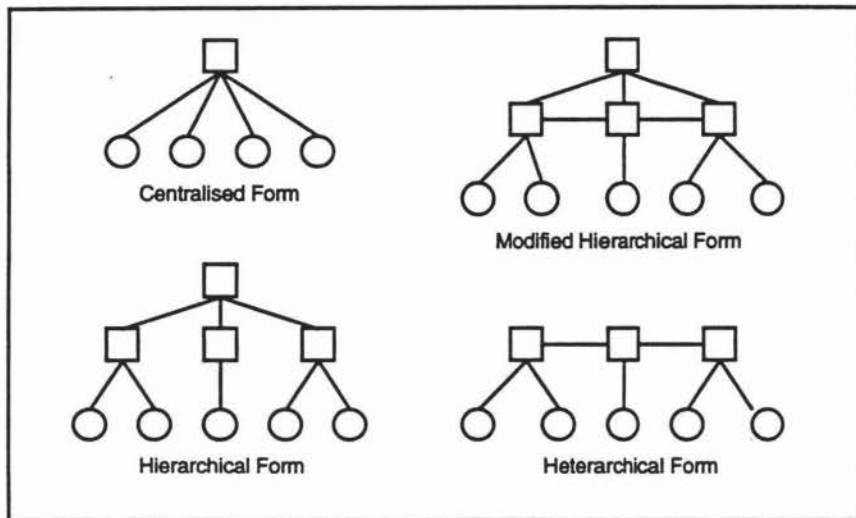 Centralised Form
Modified Hierarchical Form
Hierarchical Form
Heterarchical Form